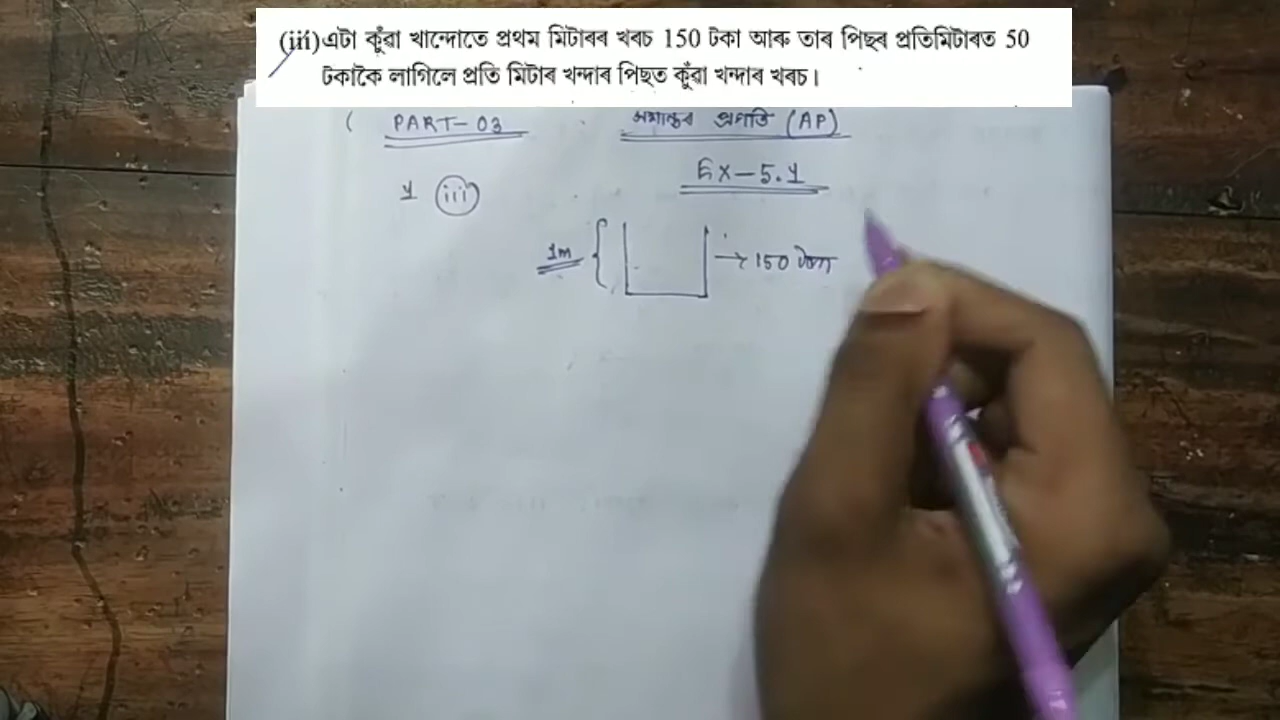 (iii) এটা কুঁৱা খান্দোতে প্ৰথম মিটাৰৰ খৰচ 150 টকা আৰু তাৰ পিছৰ প্ৰতিমিটাৰত 50
টকাকৈ লাগিলে প্ৰতি মিটাৰ খন্দাৰ পিছত কুঁৱা খন্দাৰ খৰচ।
PART-03 সমান্তৰ প্ৰগতি (AP)
Ex-5.1
1 (iii)
1m → 150 টকা